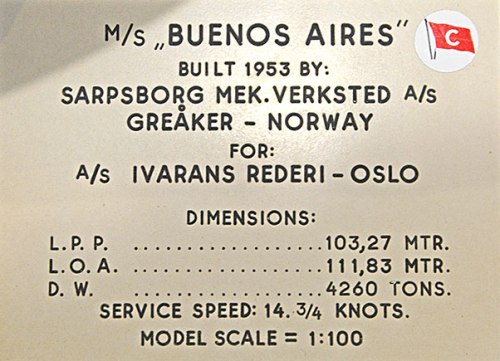 M/s „BUENOS AIRES"
C
BUILT 1953 BY:
SARPSBORG MEK. VERKSTED A/s
GREÅKER – NORWAY
FOR:
A/s IVARANS REDERI – OSLO
DIMENSIONS:
L. P. P. ........................103,27 MTR.
L. O. A. ........................111,83 MTR.
D. W. ........................4260 TONS.
SERVICE SPEED: 14. 3/4 KNOTS.
MODEL SCALE = 1:100